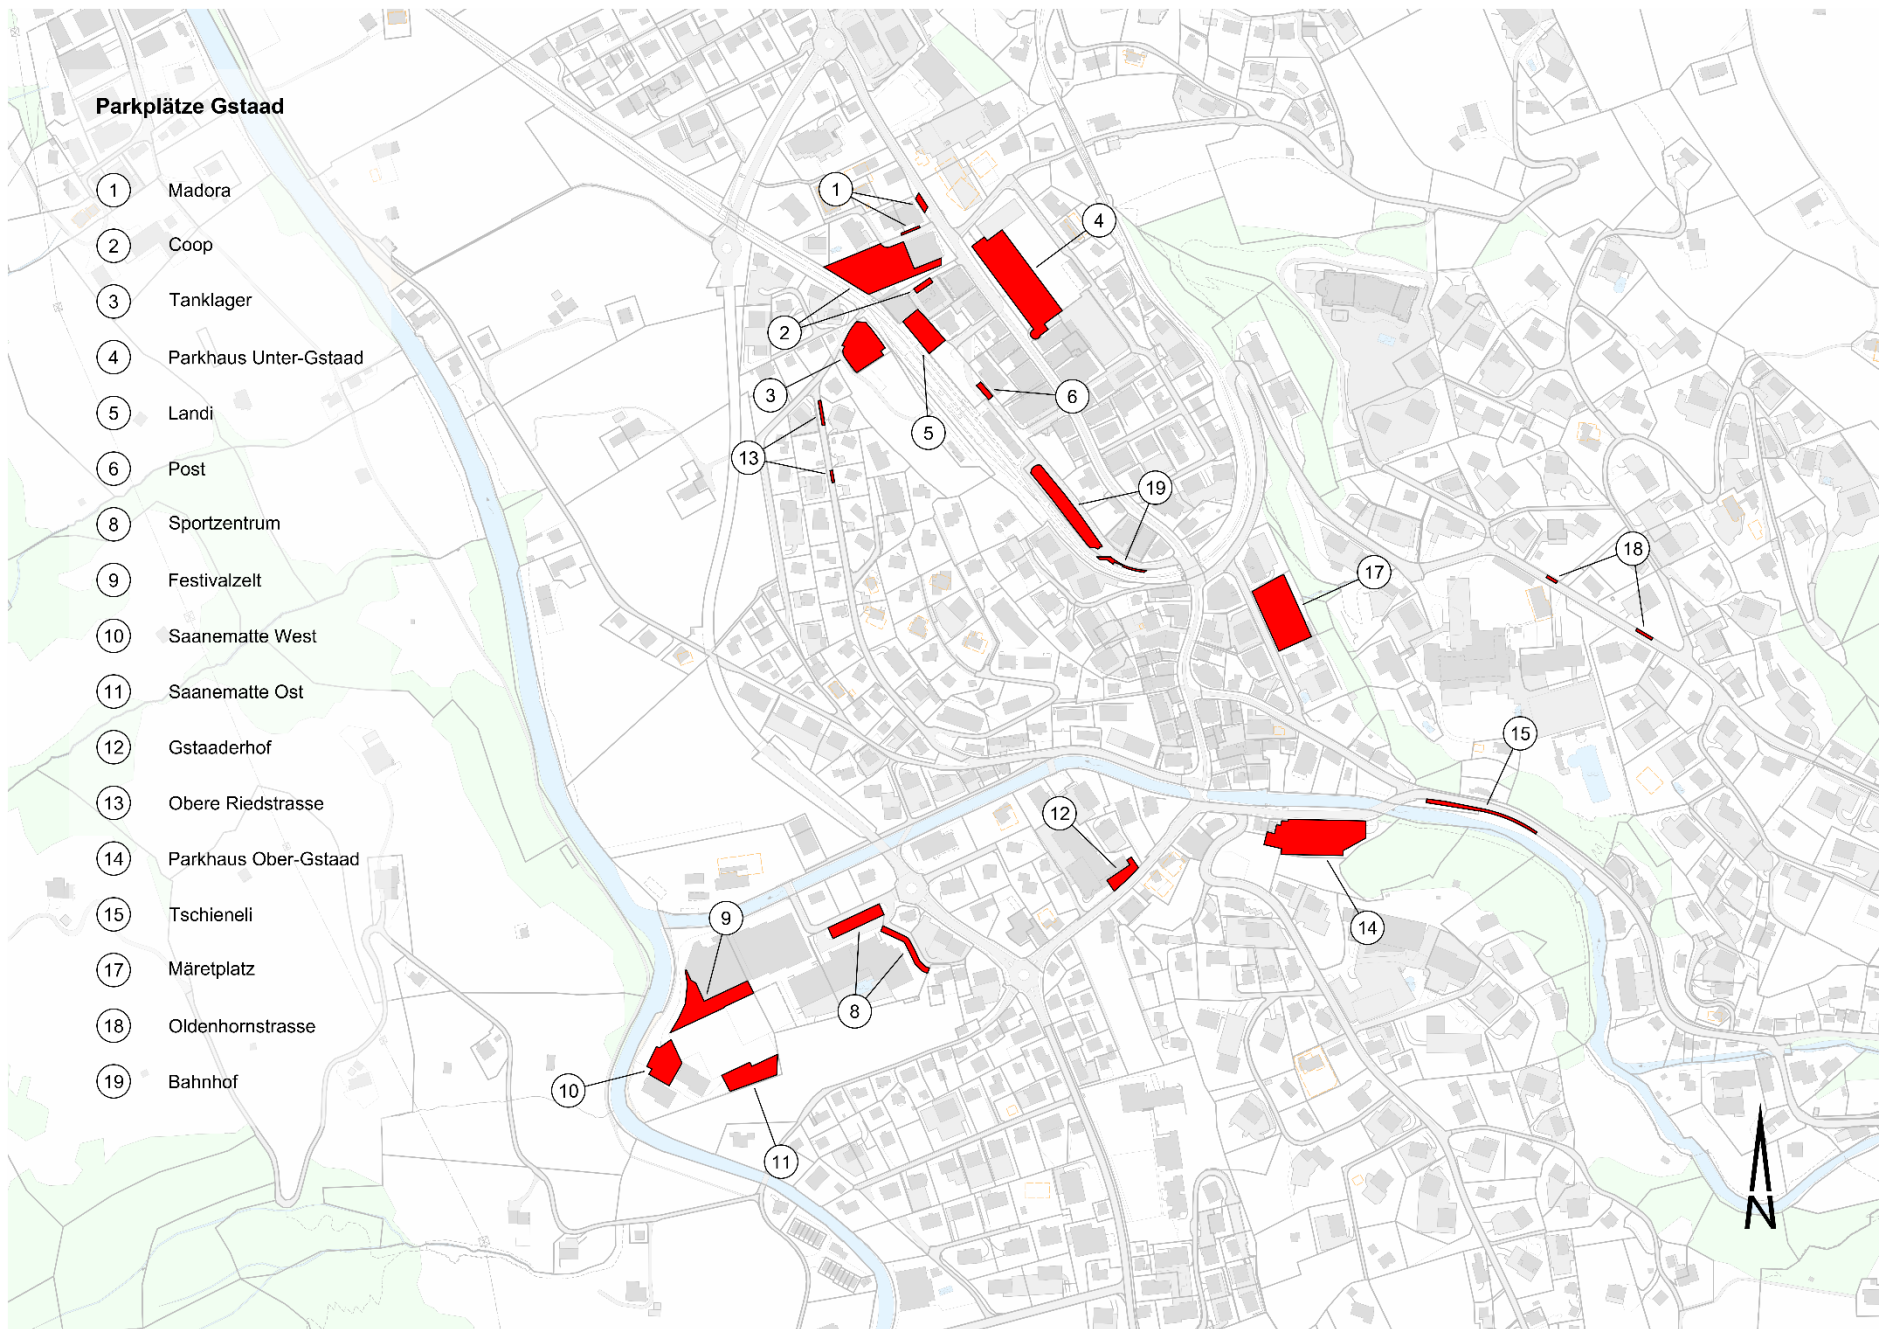 Parkplätze Gstaad
1 Madora
2 Coop
3 Tanklager
4 Parkhaus Unter-Gstaad
5 Landi
6 Post
8 Sportzentrum
9 Festivalzelt
10 Saanematte West
11 Saanematte Ost
12 Gstaaderhof
13 Obere Riedstrasse
14 Parkhaus Ober-Gstaad
15 Tschieneli
17 Märetplatz
18 Oldenhornstrasse
19 Bahnhof
1
4
2
3
6
5
13
19
18
17
15
12
9
14
8
10
11
N